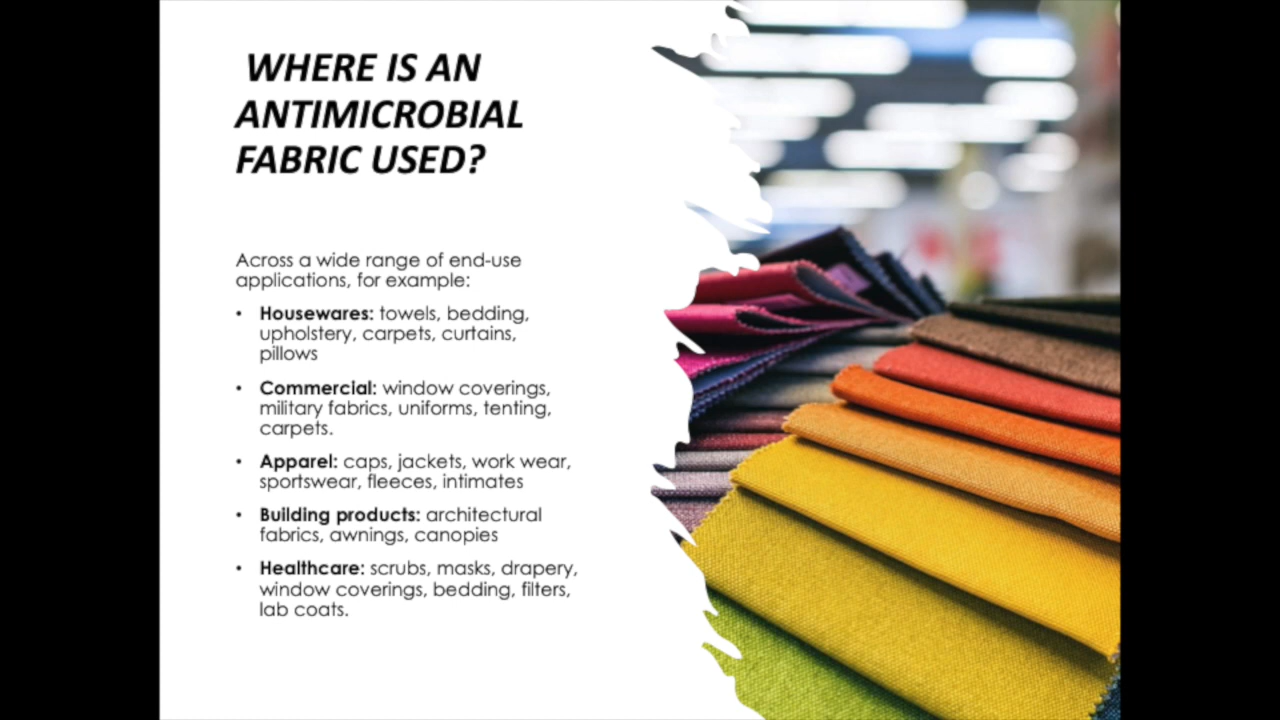 WHERE IS AN
ANTIMICROBIAL
FABRIC USED?
Across a wide range of end-use
applications, for example:
• Housewares: towels, bedding,
upholstery, carpets, curtains,
pillows
• Commercial: window coverings,
military fabrics, uniforms, tenting,
carpets.
• Apparel: caps, jackets, work wear,
sportswear, fleeces, intimates
• Building products: architectural
fabrics, awnings, canopies
• Healthcare: scrubs, masks, drapery,
window coverings, bedding, filters,
lab coats.